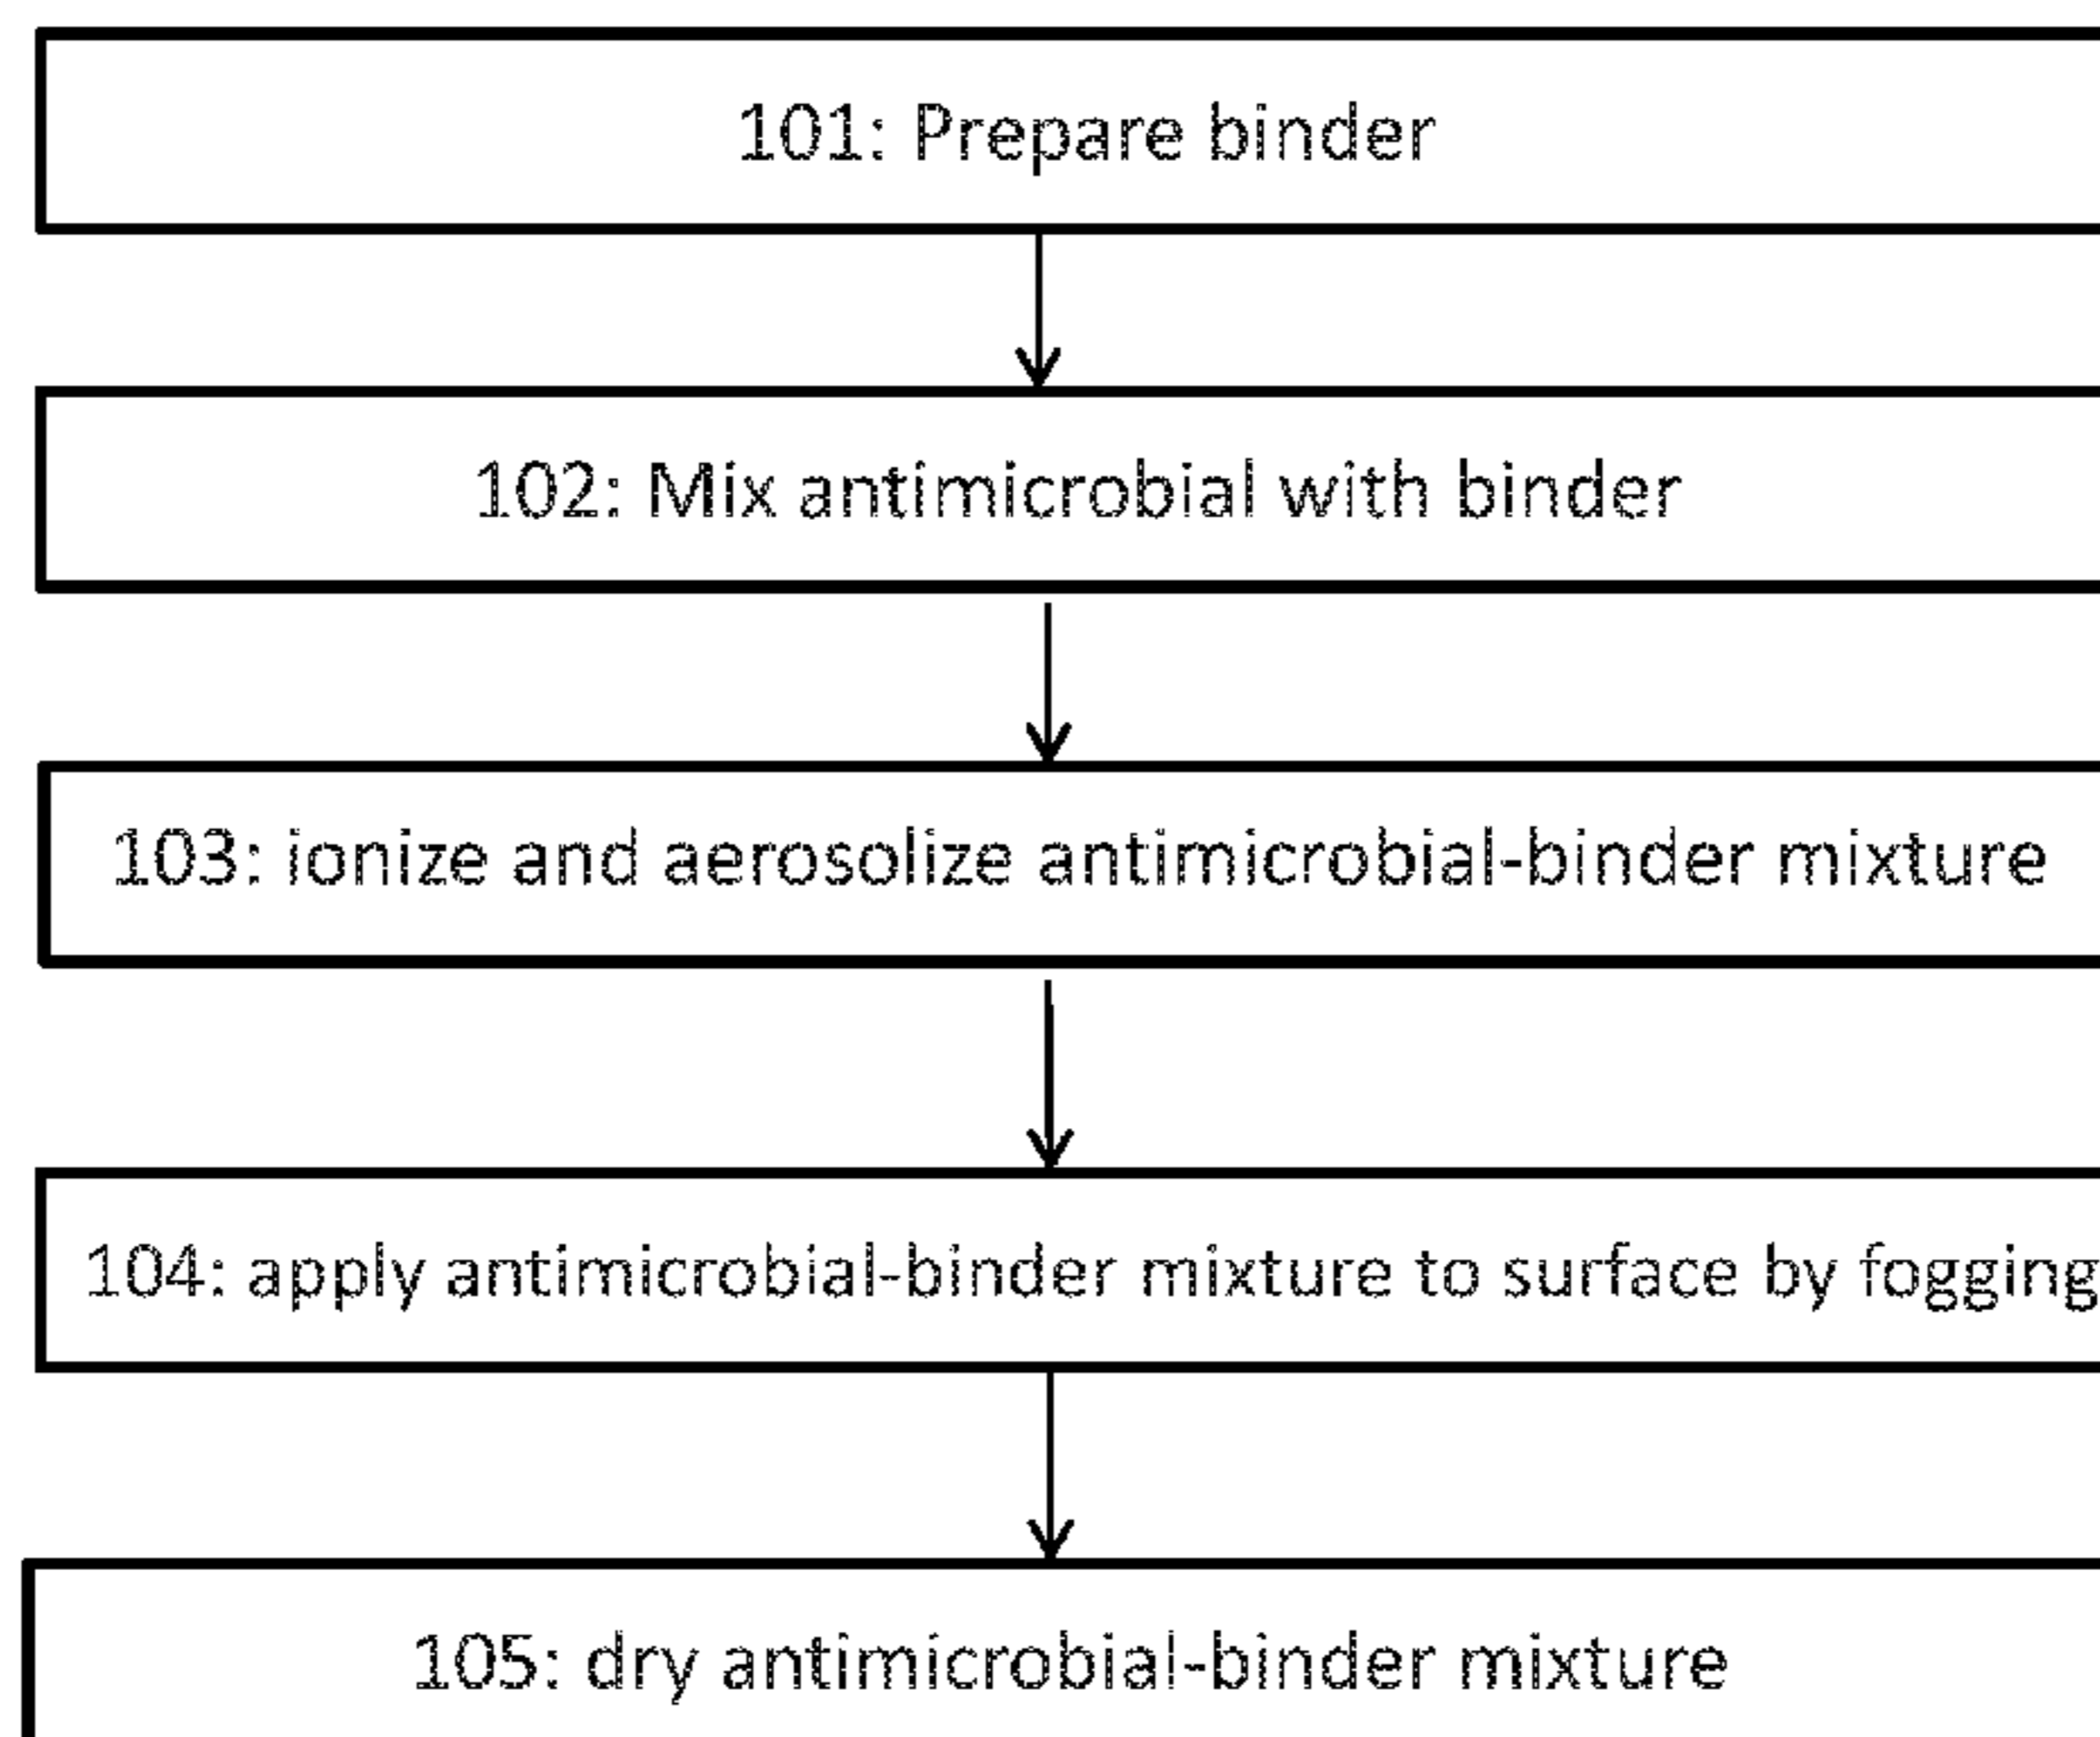 101: Prepare binder
102: Mix antimicrobial with binder
103: ionize and aerosolize antimicrobial-binder mixture
104: apply antimicrobial-binder mixture to surface by fogging
105: dry antimicrobial-binder mixture